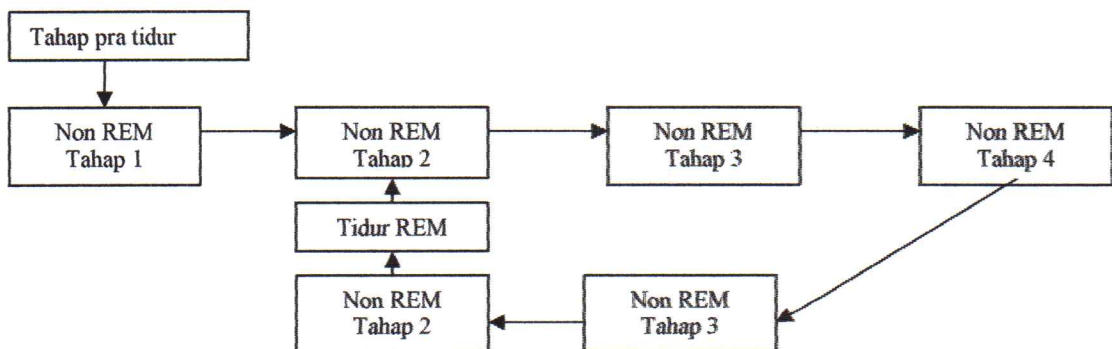 Tahap pra tidur
Non REM
Tahap 1
Non REM
Tahap 2
Non REM
Tahap 3
Non REM
Tahap 4
Tidur REM
Non REM
Tahap 2
Non REM
Tahap 3